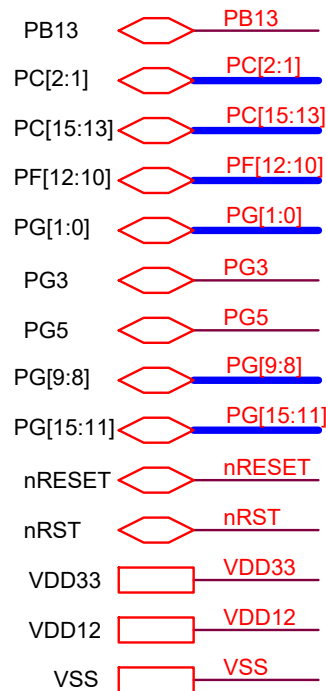 PB13 PB13
PC[2:1] PC[2:1]
PC[15:13] PC[15:13]
PF[12:10] PF[12:10]
PG[1:0] PG[1:0]
PG3 PG3
PG5 PG5
PG[9:8] PG[9:8]
PG[15:11] PG[15:11]
nRESET nRESET
nRST nRST
VDD33 VDD33
VDD12 VDD12
VSS VSS